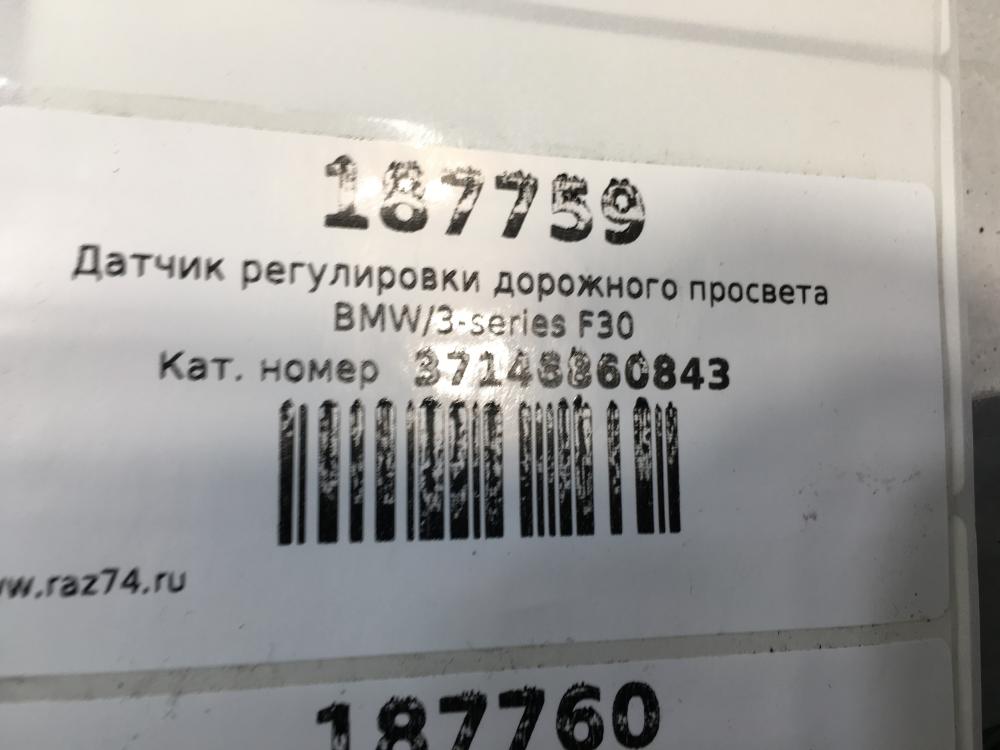 187759
Датчик регулировки дорожного просвета
BMW/3-series F30
Кат. номер 37148860843
w.raz74.ru
187760